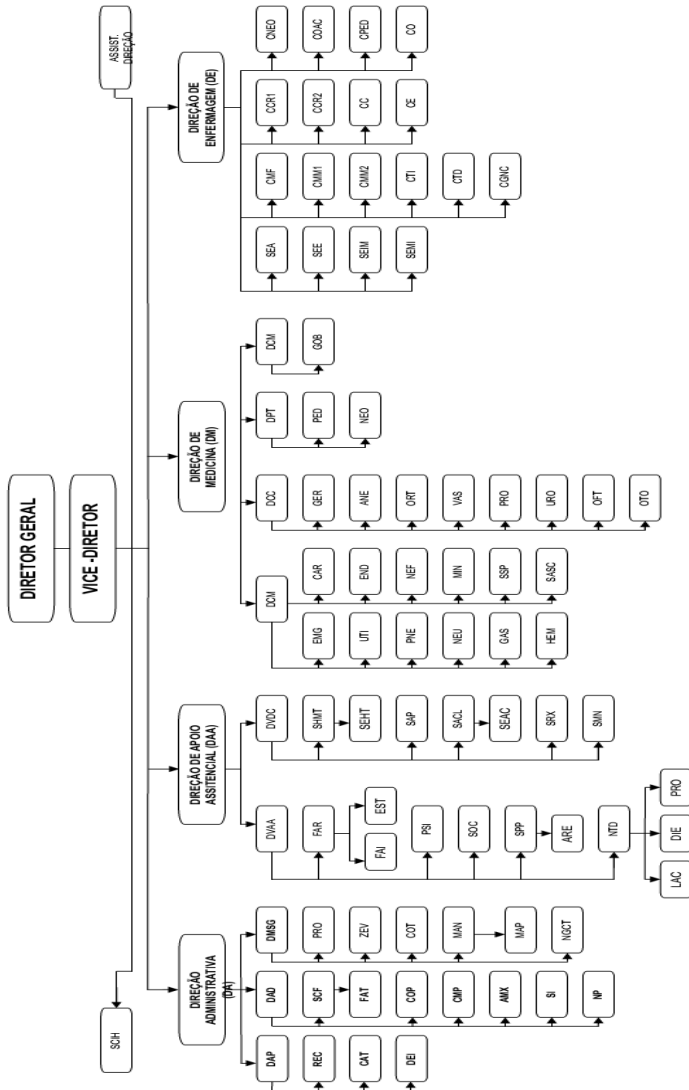 DIRETOR GERAL
VICE -DIRETOR
SCIH
ASSIST.
DIREÇÃO
DIREÇÃO
ADMINISTRATIVA
(DA)
DIREÇÃO DE APOIO
ASSITENCIAL (DAA)
DIREÇÃO DE
MEDICINA (DM)
DIREÇÃO DE
ENFERMAGEM (DE)
DAP
REC
CAT
DEI
DAD
SCF
FAT
COP
CMP
AMX
SI
NP
DMSG
PRO
ZEV
COT
MAN
MAP
NGCT
DVAA
FAR
FAI
EST
PSI
SOC
SPP
ARE
NTD
LAC
DIE
PRO
DVDC
SHMT
SEHT
SAP
SACL
SEAC
SRX
SMN
DCM
EMG
UTI
PNE
NEU
GAS
HEM
CAR
END
NEF
MIN
SSP
SASC
DCC
GER
ANE
ORT
VAS
PRO
URO
OFT
OTO
DPT
PED
NEO
DCM
GOB
SEA
SEE
SEIM
SEMI
CMF
CMM1
CMM2
CTI
CTD
CGNC
CCR1
CCR2
CC
CE
CNEO
COAC
CPED
CO